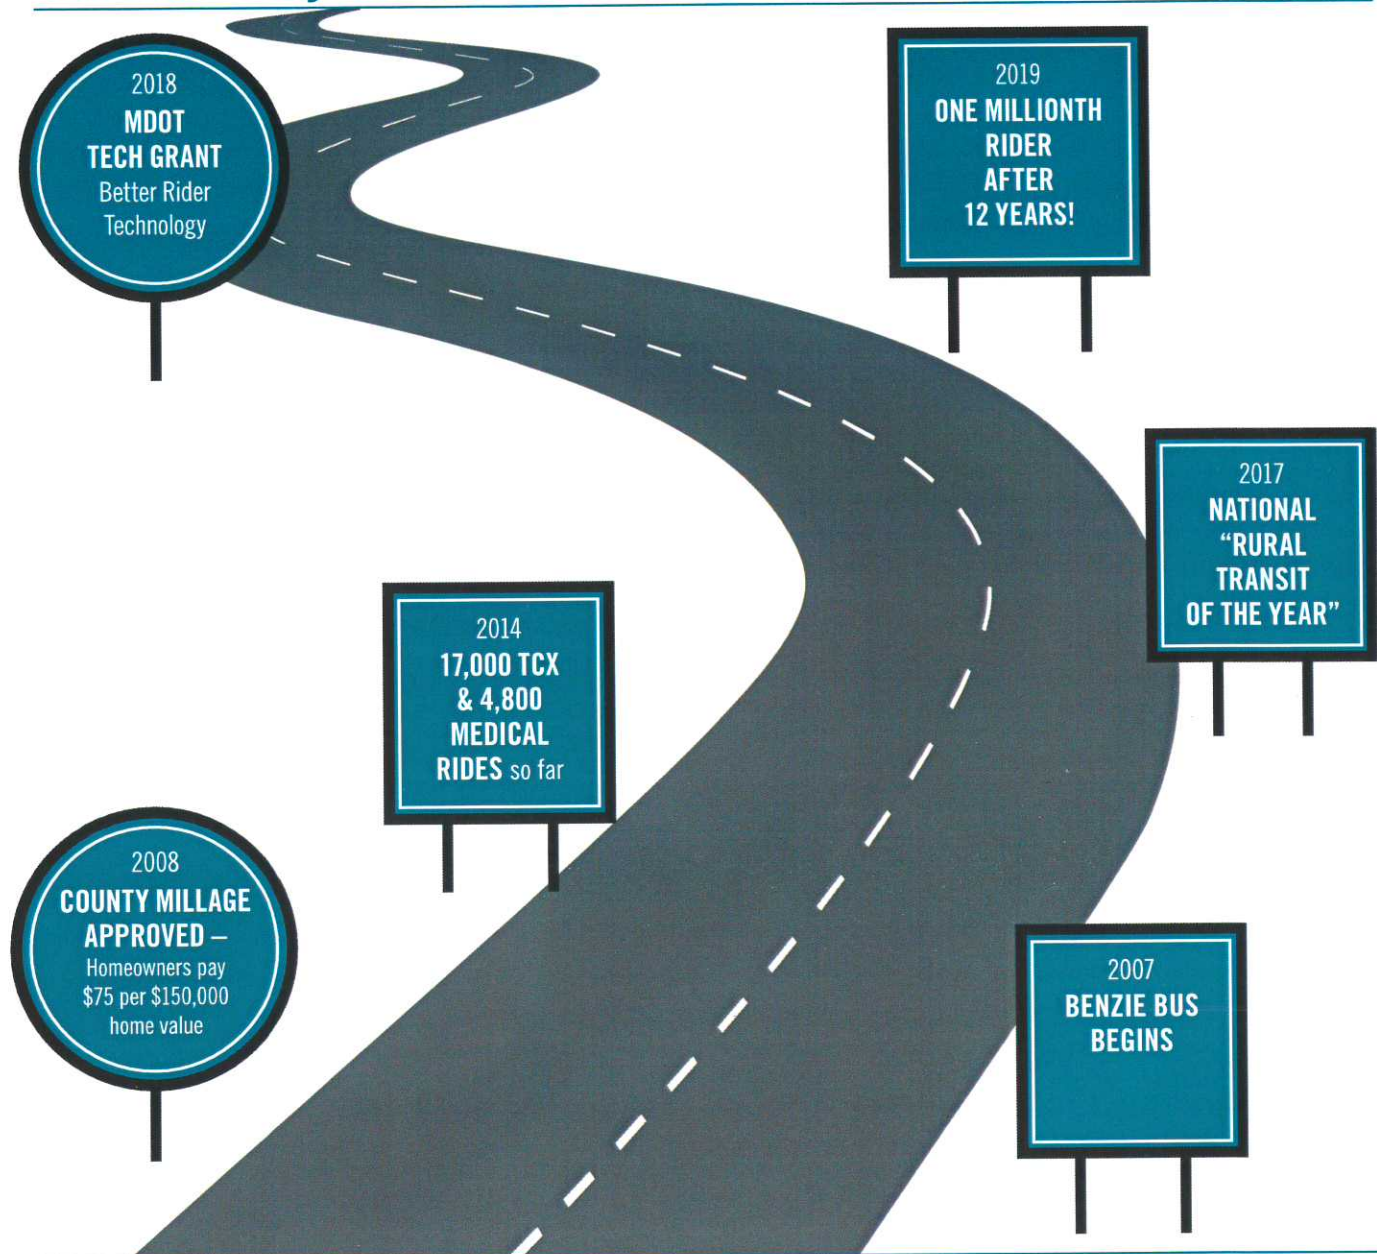 2018
MDOT
TECH GRANT
Better Rider
Technology
2019
ONE MILLIONTH
RIDER
AFTER
12 YEARS!
2017
NATIONAL
“RURAL
TRANSIT
OF THE YEAR”
2014
17,000 TCX
& 4,800
MEDICAL
RIDES so far
2008
COUNTY MILLAGE
APPROVED –
Homeowners pay
$75 per $150,000
home value
2007
BENZIE BUS
BEGINS